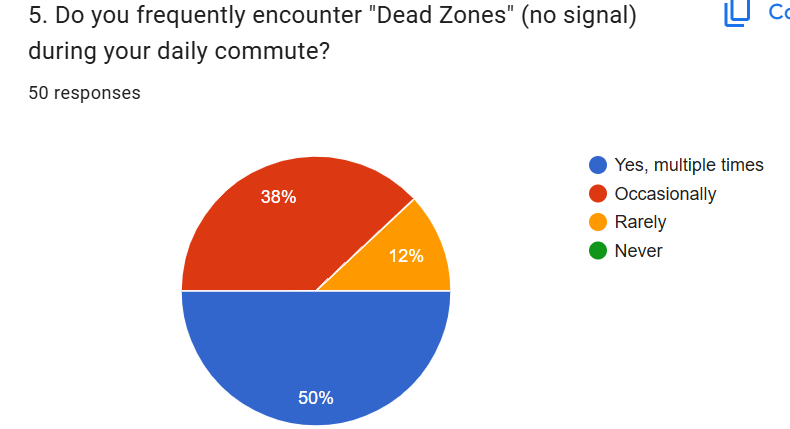 5. Do you frequently encounter "Dead Zones" (no signal)
during your daily commute?
50 responses
38%
12%
50%
Yes, multiple times
Occasionally
Rarely
Never